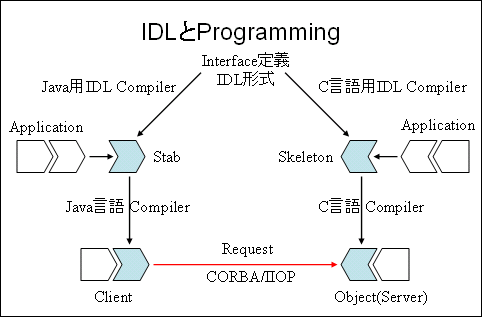 IDLとProgramming
Interface定義
IDL形式
Java用IDL Compiler
C言語用IDL Compiler
Application
Application
Stab
Skeleton
Java言語 Compiler
C言語 Compiler
Request
CORBA/IIOP
Client
Object(Server)